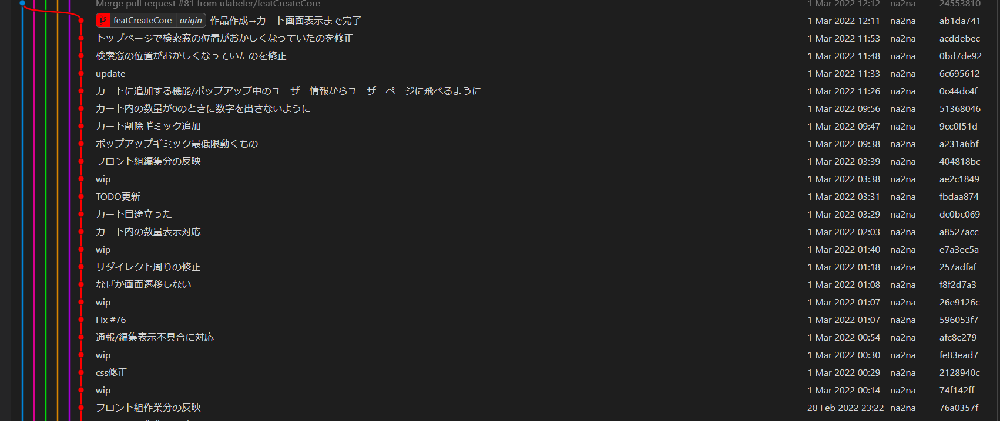 Merge pull request #81 from ulabeler/featCreateCore 1 Mar 2022 12:12 na2na 24553810
featCreateCore origin 作品作成→カート画面表示まで完了 1 Mar 2022 12:11 na2na ab1da741
トップページで検索窓の位置がおかしくなっていたのを修正 1 Mar 2022 11:53 na2na acddebec
検索窓の位置がおかしくなっていたのを修正 1 Mar 2022 11:48 na2na 0bd7de92
update 1 Mar 2022 11:33 na2na 6c695612
カートに追加する機能/ポップアップ中のユーザー情報からユーザーページに飛べるように 1 Mar 2022 11:26 na2na 0c44dc4f
カート内の数量が0のときに数字を出さないように 1 Mar 2022 09:56 na2na 51368046
カート削除ギミック追加 1 Mar 2022 09:47 na2na 9cc0f51d
ポップアップギミック最低限動くもの 1 Mar 2022 09:38 na2na a231a6bf
フロント組編集分の反映 1 Mar 2022 03:39 na2na 404818bc
wip 1 Mar 2022 03:38 na2na ae2c1849
TODO更新 1 Mar 2022 03:31 na2na fbdaa874
カート目途立った 1 Mar 2022 03:29 na2na dc0bc069
カート内の数量表示対応 1 Mar 2022 02:03 na2na a8527acc
wip 1 Mar 2022 01:40 na2na e7a3ec5a
リダイレクト周りの修正 1 Mar 2022 01:18 na2na 257adfaf
なぜか画面遷移しない 1 Mar 2022 01:08 na2na f8f2d7a3
wip 1 Mar 2022 01:07 na2na 26e9126c
FIx #76 1 Mar 2022 01:07 na2na 596053f7
通報/編集表示不具合に対応 1 Mar 2022 00:54 na2na afc8c279
wip 1 Mar 2022 00:30 na2na fe83ead7
css修正 1 Mar 2022 00:29 na2na 2128940c
wip 1 Mar 2022 00:14 na2na 74f142ff
フロント組作業分の反映 28 Feb 2022 23:22 na2na 76a0357f